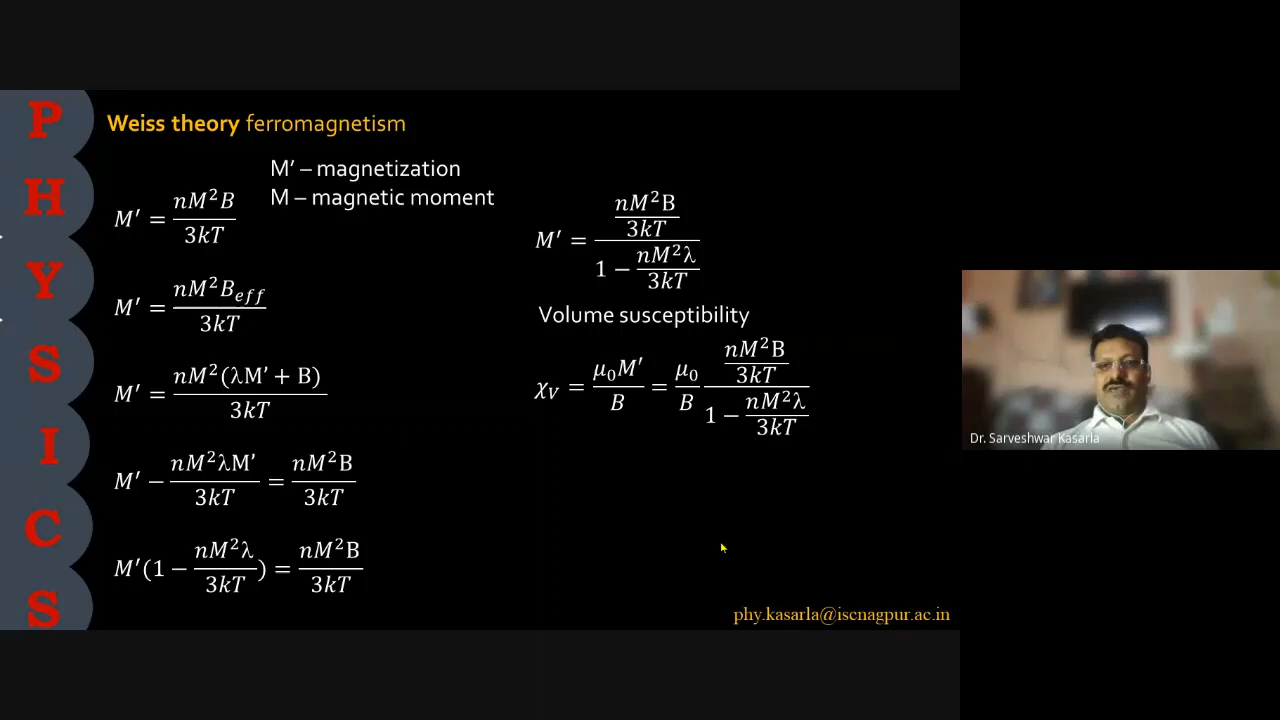 PHYSICS
Weiss theory ferromagnetism
M′ – magnetization
M – magnetic moment
M′ = nM²B / 3kT
M′ = nM²B_eff / 3kT
M′ = nM²(λM' + B) / 3kT
M′ − nM²λM' / 3kT = nM²B / 3kT
M′(1 − nM²λ / 3kT) = nM²B / 3kT
M′ = (nM²B / 3kT) / (1 − nM²λ / 3kT)
Volume susceptibility
χ_V = μ₀M′ / B = (μ₀ / B) (nM²B / 3kT) / (1 − nM²λ / 3kT)
phy.kasarla@iscnagpur.ac.in
Dr. Sarveshwar Kasarla